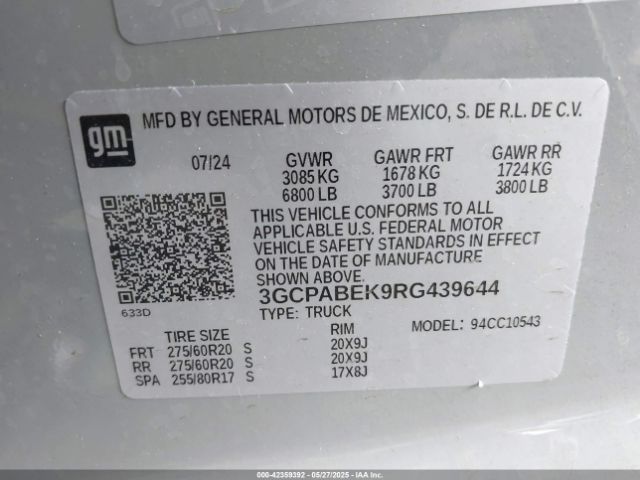 gm
MFD BY GENERAL MOTORS DE MEXICO, S. DE R.L. DE C.V.
07/24 GVWR GAWR FRT GAWR RR
3085 KG 1678 KG 1724 KG
6800 LB 3700 LB 3800 LB
THIS VEHICLE CONFORMS TO ALL
APPLICABLE U.S. FEDERAL MOTOR
VEHICLE SAFETY STANDARDS IN EFFECT
ON THE DATE OF MANUFACTURE
SHOWN ABOVE.
633D
3GCPABEK9RG439644
TYPE: TRUCK MODEL: 94CC10543
TIRE SIZE RIM
FRT 275/60R20 S 20X9J
RR 275/60R20 S 20X9J
SPA 255/80R17 S 17X8J
000-42359392 - 05/27/2025 - IAA, Inc.